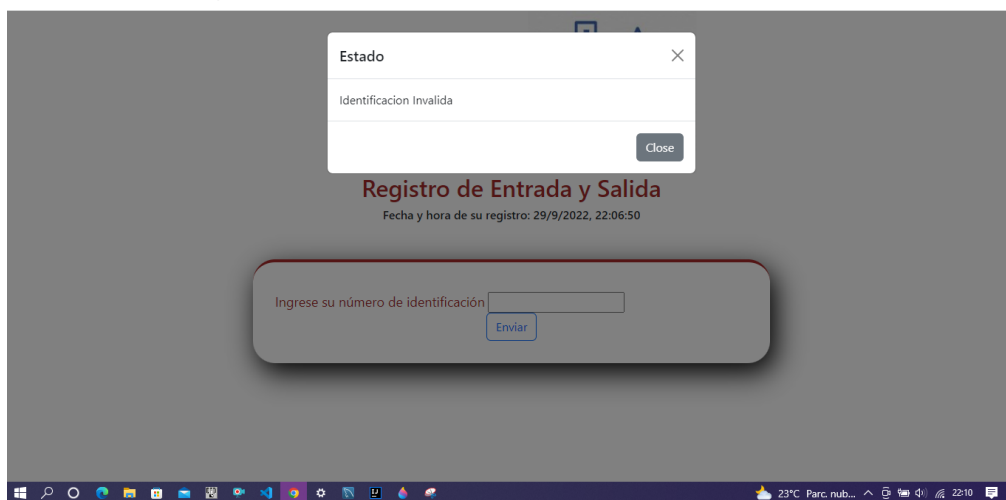 Estado
Identificacion Invalida
Close
Registro de Entrada y Salida
Fecha y hora de su registro: 29/9/2022, 22:06:50
Ingrese su número de identificación
Enviar
23°C Parc. nub... 22:10